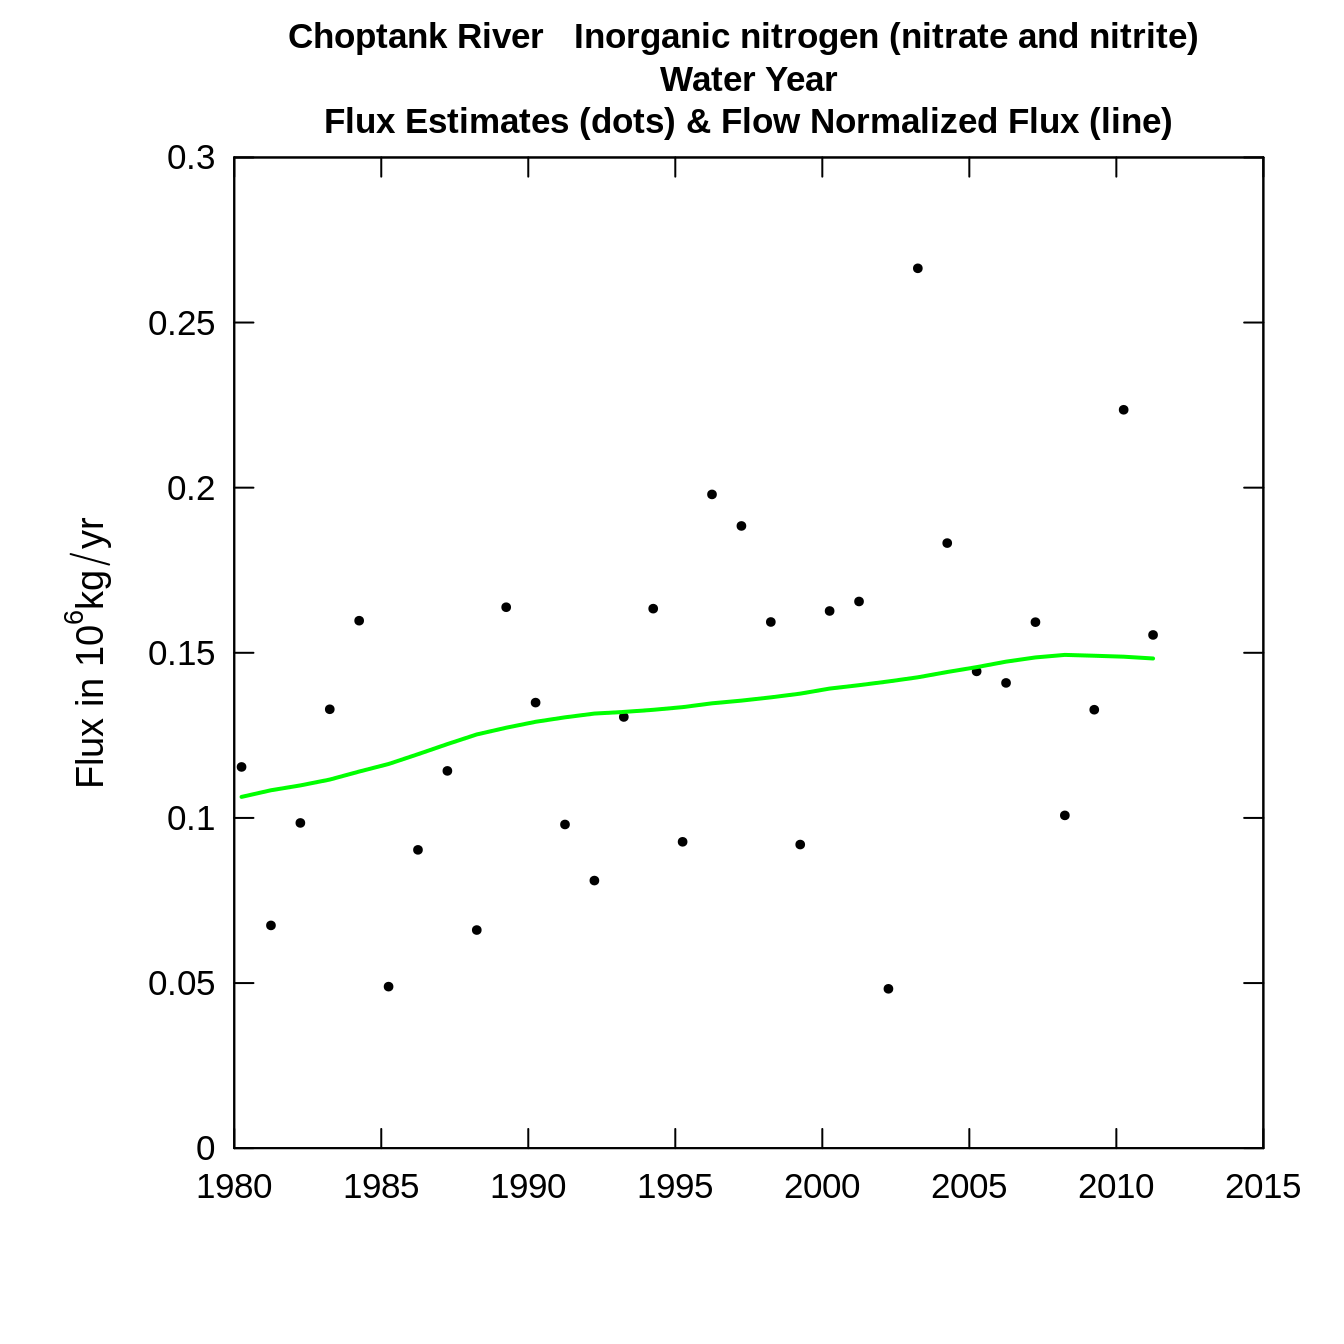 Choptank River   Inorganic nitrogen (nitrate and nitrite)
Water Year
Flux Estimates (dots) & Flow Normalized Flux (line)
0.3
0.25
0.2
0.15
0.1
0.05
0
Flux in 10⁶kg/yr
1980 1985 1990 1995 2000 2005 2010 2015